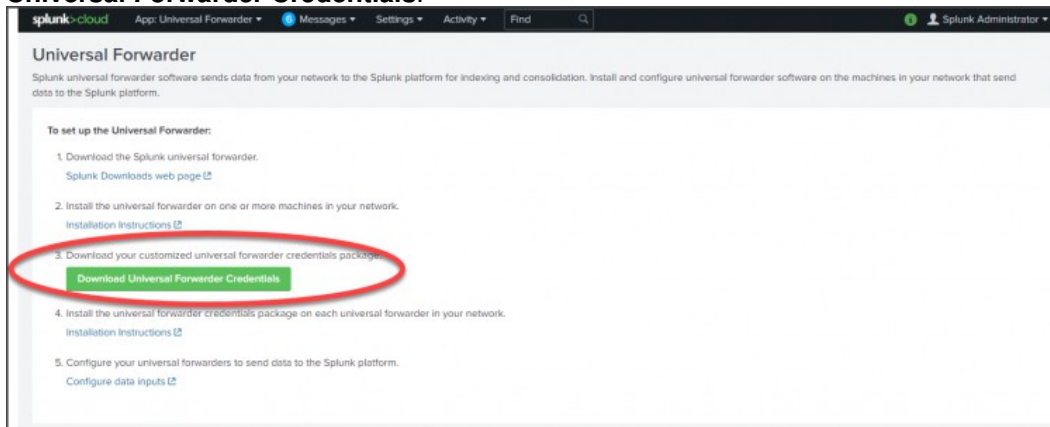 Universal Forwarder Credentials.
splunk>cloud App: Universal Forwarder Messages Settings Activity Find Splunk Administrator
Universal Forwarder
Splunk universal forwarder software sends data from your network to the Splunk platform for indexing and consolidation. Install and configure universal forwarder software on the machines in your network that send
data to the Splunk platform.
To set up the Universal Forwarder:
1. Download the Splunk universal forwarder.
Splunk Downloads web page
2. Install the universal forwarder on one or more machines in your network.
Installation Instructions
3. Download your customized universal forwarder credentials package.
Download Universal Forwarder Credentials
4. Install the universal forwarder credentials package on each universal forwarder in your network.
Installation Instructions
5. Configure your universal forwarders to send data to the Splunk platform.
Configure data inputs